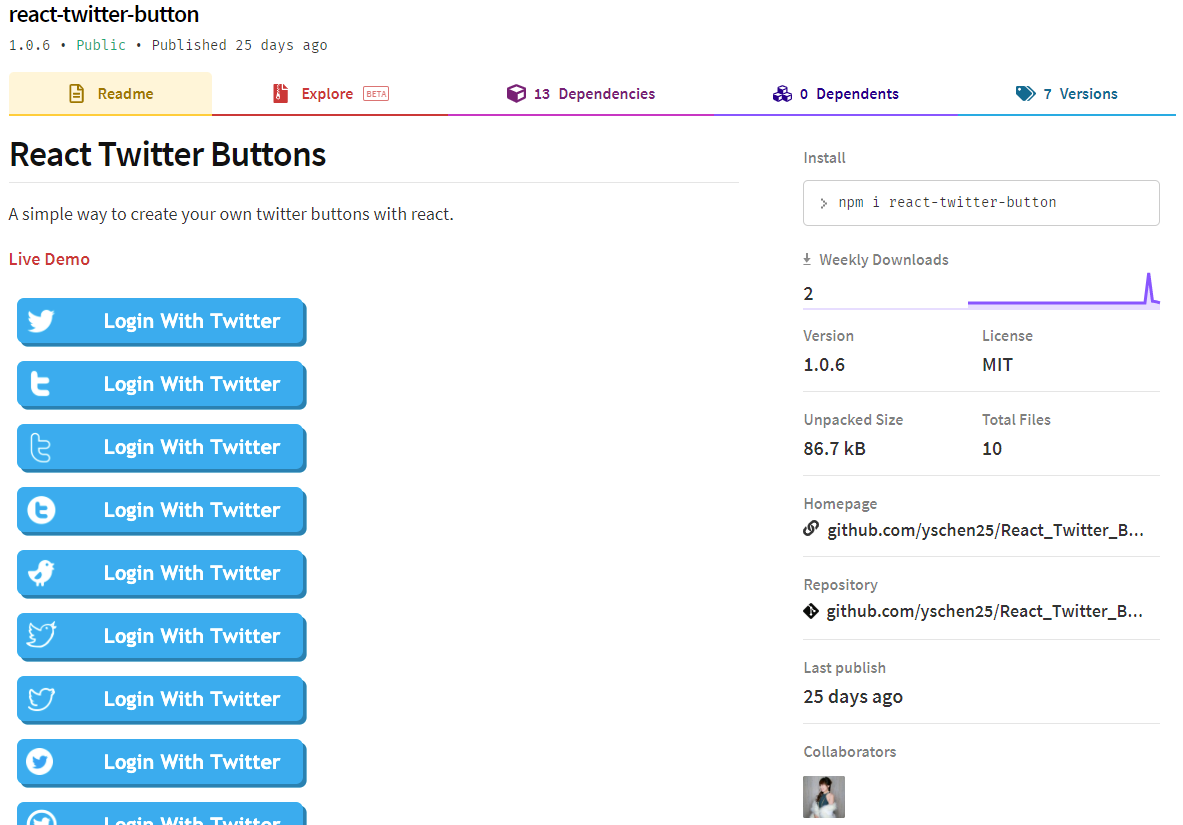 react-twitter-button
1.0.6 • Public • Published 25 days ago
Readme
Explore BETA
13 Dependencies
0 Dependents
7 Versions
React Twitter Buttons
A simple way to create your own twitter buttons with react.
Live Demo
Login With Twitter
Login With Twitter
Login With Twitter
Login With Twitter
Login With Twitter
Login With Twitter
Login With Twitter
Login With Twitter
Login With Twitter
Install
> npm i react-twitter-button
Weekly Downloads
2
Version
1.0.6
License
MIT
Unpacked Size
86.7 kB
Total Files
10
Homepage
github.com/yschen25/React_Twitter_B...
Repository
github.com/yschen25/React_Twitter_B...
Last publish
25 days ago
Collaborators